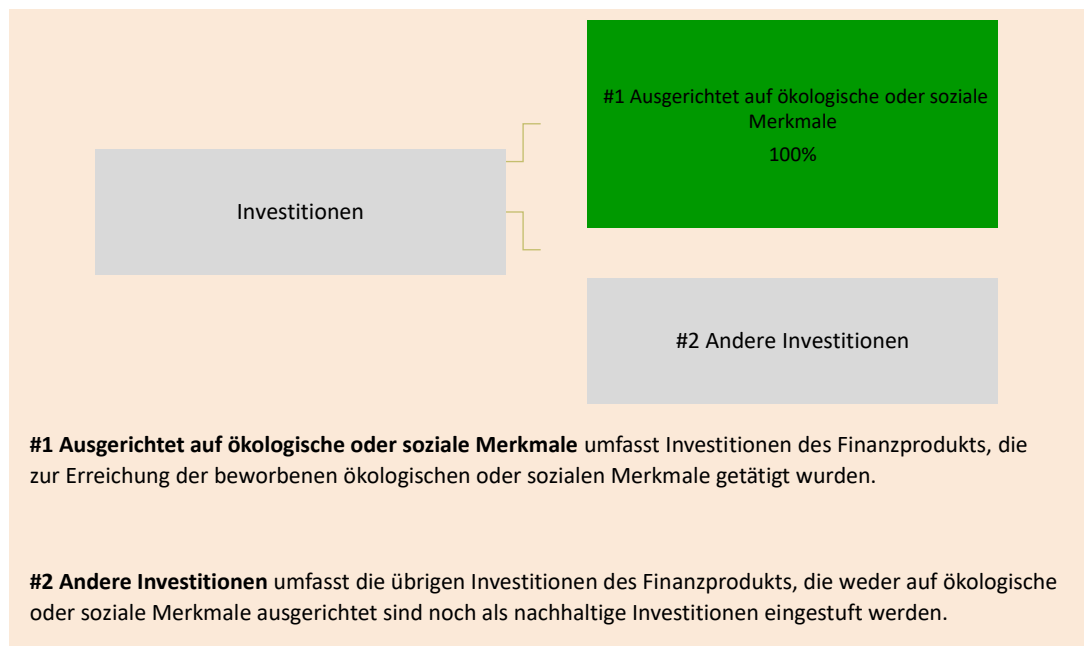 #1 Ausgerichtet auf ökologische oder soziale
Merkmale
100%
Investitionen
#2 Andere Investitionen
#1 Ausgerichtet auf ökologische oder soziale Merkmale umfasst Investitionen des Finanzprodukts, die
zur Erreichung der beworbenen ökologischen oder sozialen Merkmale getätigt wurden.
#2 Andere Investitionen umfasst die übrigen Investitionen des Finanzprodukts, die weder auf ökologische
oder soziale Merkmale ausgerichtet sind noch als nachhaltige Investitionen eingestuft werden.